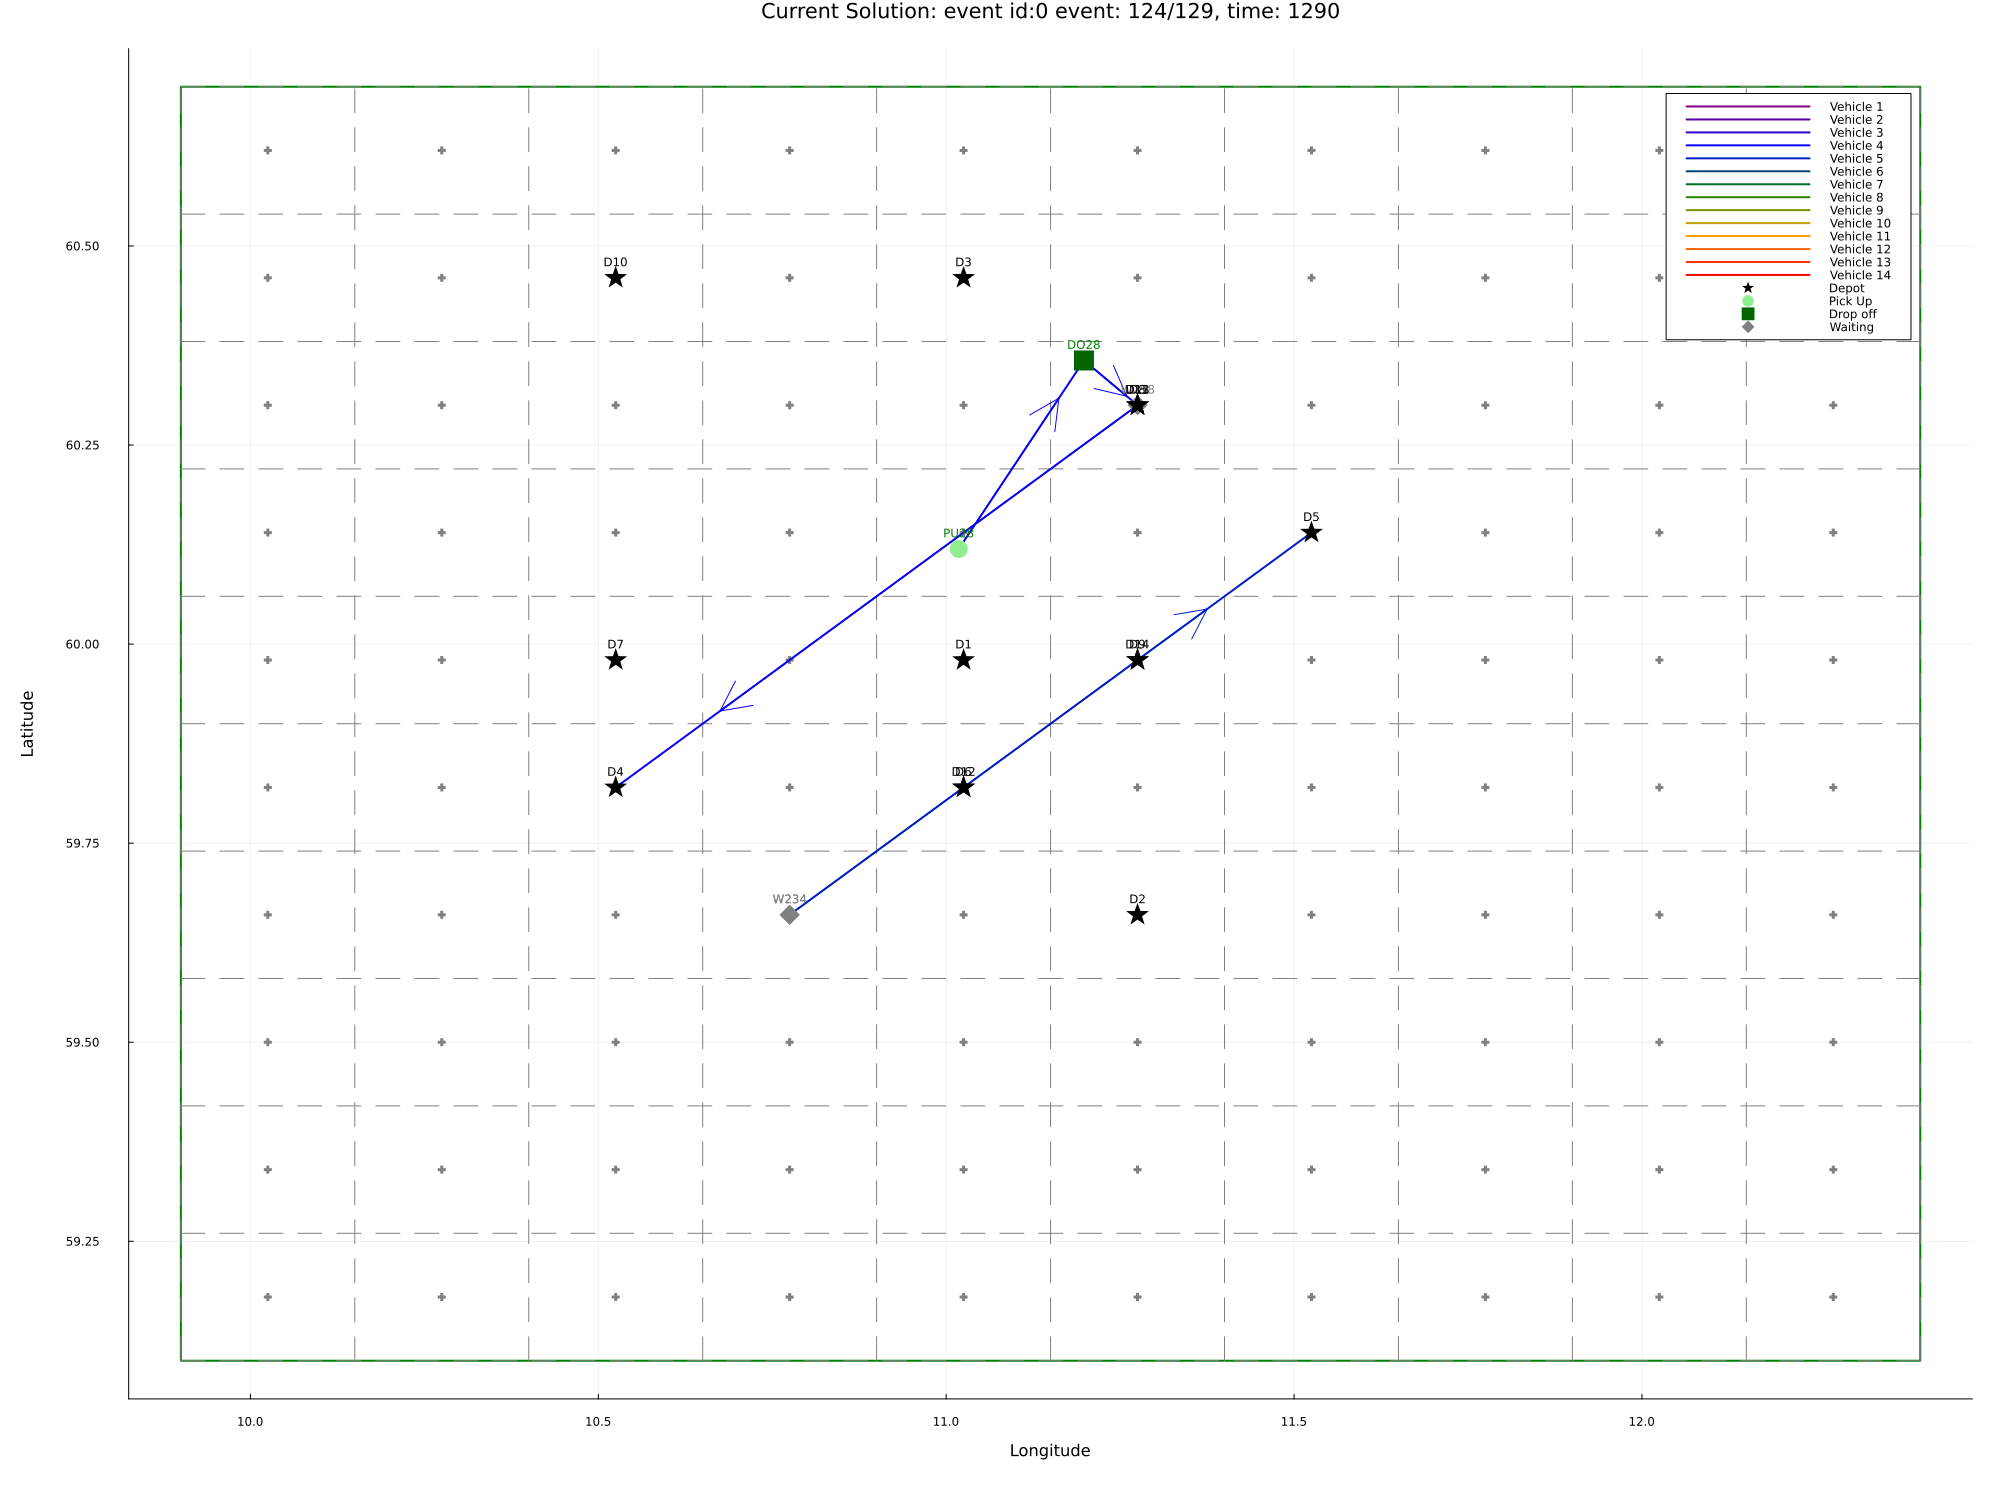 Current Solution: event id:0 event: 124/129, time: 1290
Vehicle 1
Vehicle 2
Vehicle 3
Vehicle 4
Vehicle 5
Vehicle 6
Vehicle 7
Vehicle 8
Vehicle 9
Vehicle 10
Vehicle 11
Vehicle 12
Vehicle 13
Vehicle 14
Depot
Pick Up
Drop off
Waiting
60.50
D10
D3
DO28
60.25
D5
60.00
D7
D1
D4
59.75
W234
D2
59.50
59.25
10.0
10.5
11.0
11.5
12.0
Longitude
Latitude